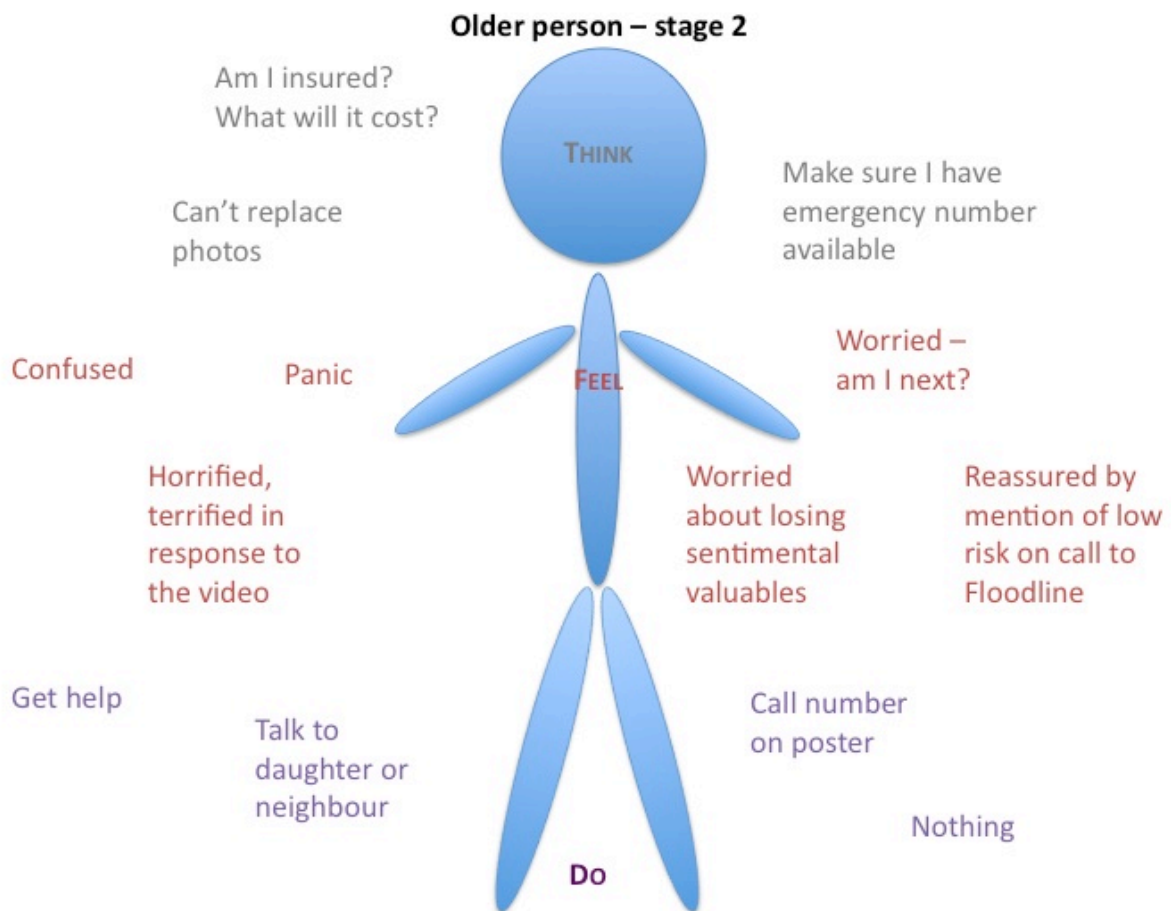 Older person – stage 2
Am I insured?
What will it cost?
THINK
Make sure I have
emergency number
available
Can’t replace
photos
Confused
Panic
FEEL
Worried –
am I next?
Horrified,
terrified in
response to
the video
Worried
about losing
sentimental
valuables
Reassured by
mention of low
risk on call to
Floodline
Get help
Talk to
daughter or
neighbour
Call number
on poster
Nothing
Do